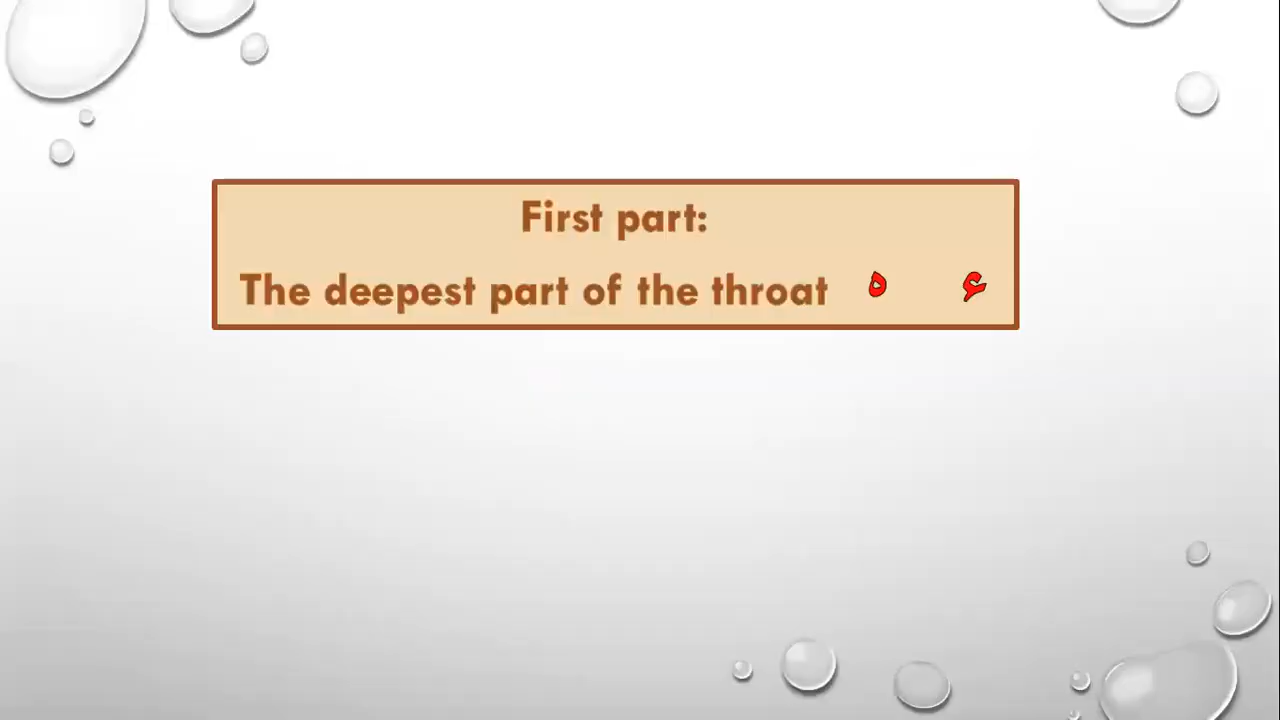 First part:
The deepest part of the throat ه ء